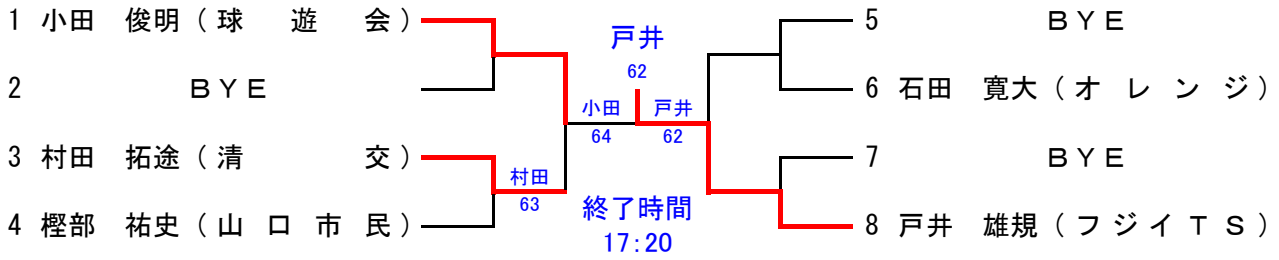 1 小田 俊明(球 遊 会)
2 BYE
3 村田 拓途(清 交)
4 樫部 祐史(山口市民)
村田
63
小田
64
戸井
62
戸井
62
終了時間
17:20
5 BYE
6 石田 寛大(オレンジ)
7 BYE
8 戸井 雄規(フジイTS)